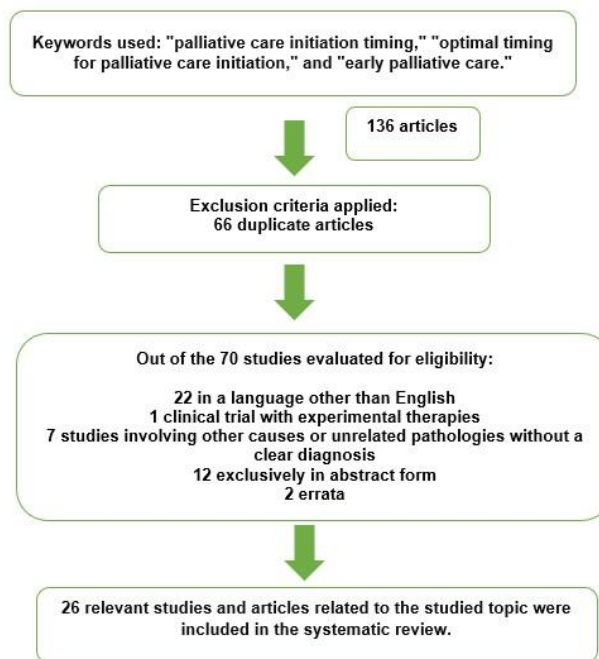 Keywords used: "palliative care initiation timing," "optimal timing
for palliative care initiation," and "early palliative care."
136 articles
Exclusion criteria applied:
66 duplicate articles
Out of the 70 studies evaluated for eligibility:
22 in a language other than English
1 clinical trial with experimental therapies
7 studies involving other causes or unrelated pathologies without a
clear diagnosis
12 exclusively in abstract form
2 errata
26 relevant studies and articles related to the studied topic were
included in the systematic review.